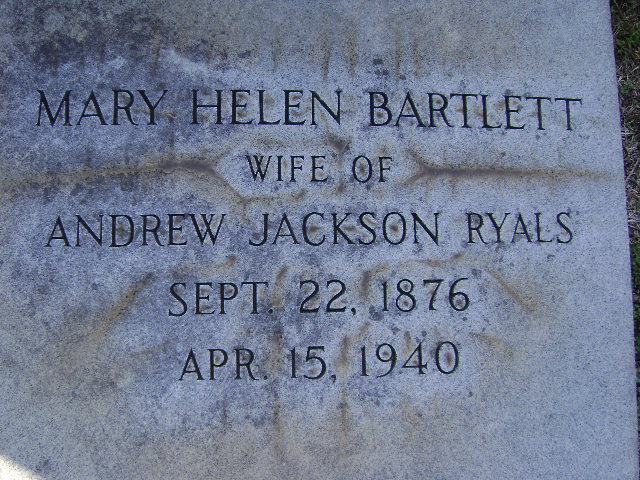 MARY HELEN BARTLETT
WIFE OF
ANDREW JACKSON RYALS
SEPT. 22, 1876
APR. 15, 1940